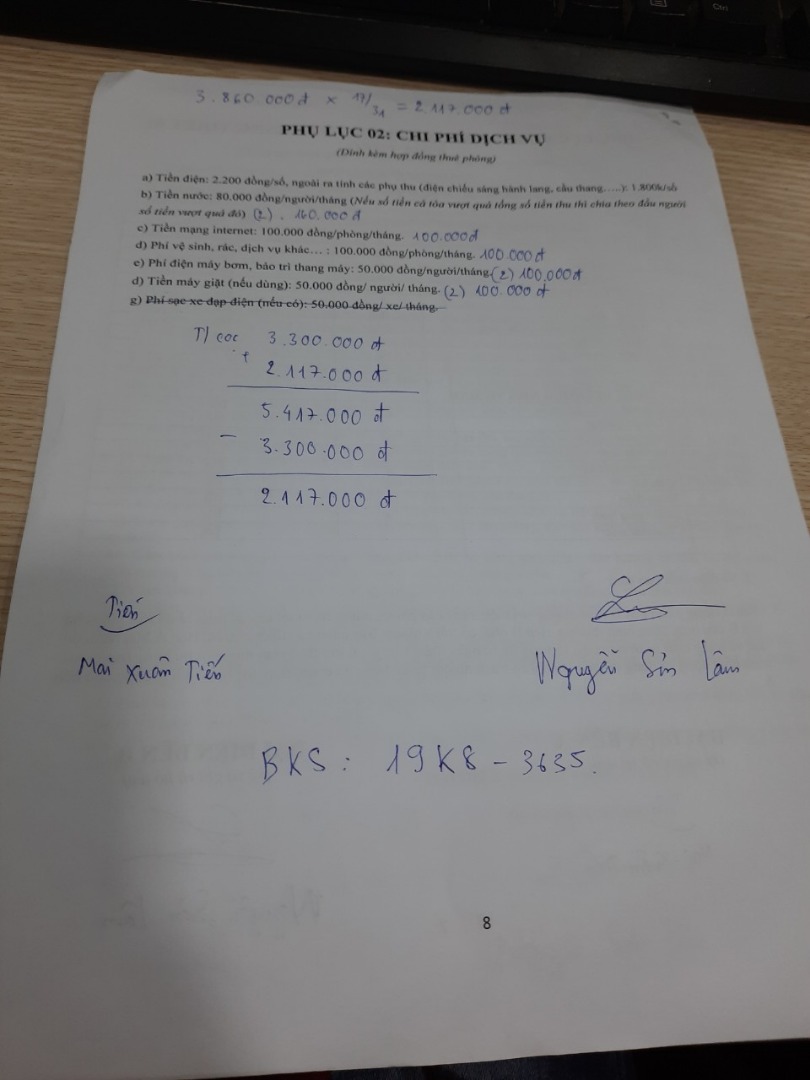 3.860.000đ x 17/31 = 2.117.000đ
PHỤ LỤC 02: CHI PHÍ DỊCH VỤ
(Đính kèm hợp đồng thuê phòng)
a) Tiền điện: 2.200 đồng/số, ngoài ra tính các phụ thu (điện chiếu sáng hành lang, cầu thang,.....): 1.800k/số
b) Tiền nước: 80.000 đồng/người/tháng (Nếu số tiền cả tòa vượt quá tổng số tiền thu thì chia theo đầu người
số tiền vượt quá đó) (2). 160.000đ
c) Tiền mạng internet: 100.000 đồng/phòng/tháng. 100.000đ
d) Phí vệ sinh, rác, dịch vụ khác... : 100.000 đồng/phòng/tháng. 100.000đ
e) Phí điện máy bơm, bảo trì thang máy: 50.000 đồng/người/tháng. (2) 100.000đ
d) Tiền máy giặt (nếu dùng): 50.000 đồng/ người/ tháng. (2) 100.000đ
g) Phí sạc xe đạp điện (nếu có): 50.000 đồng/ xe/ tháng.
T/ cọc 3.300.000 đ
+ 2.117.000 đ
5.417.000 đ
- 3.300.000 đ
2.117.000 đ
Tiến
Mai Xuân Tiến Nguyễn Sỉn Lâm
BKS: 19K8 - 3635.
8